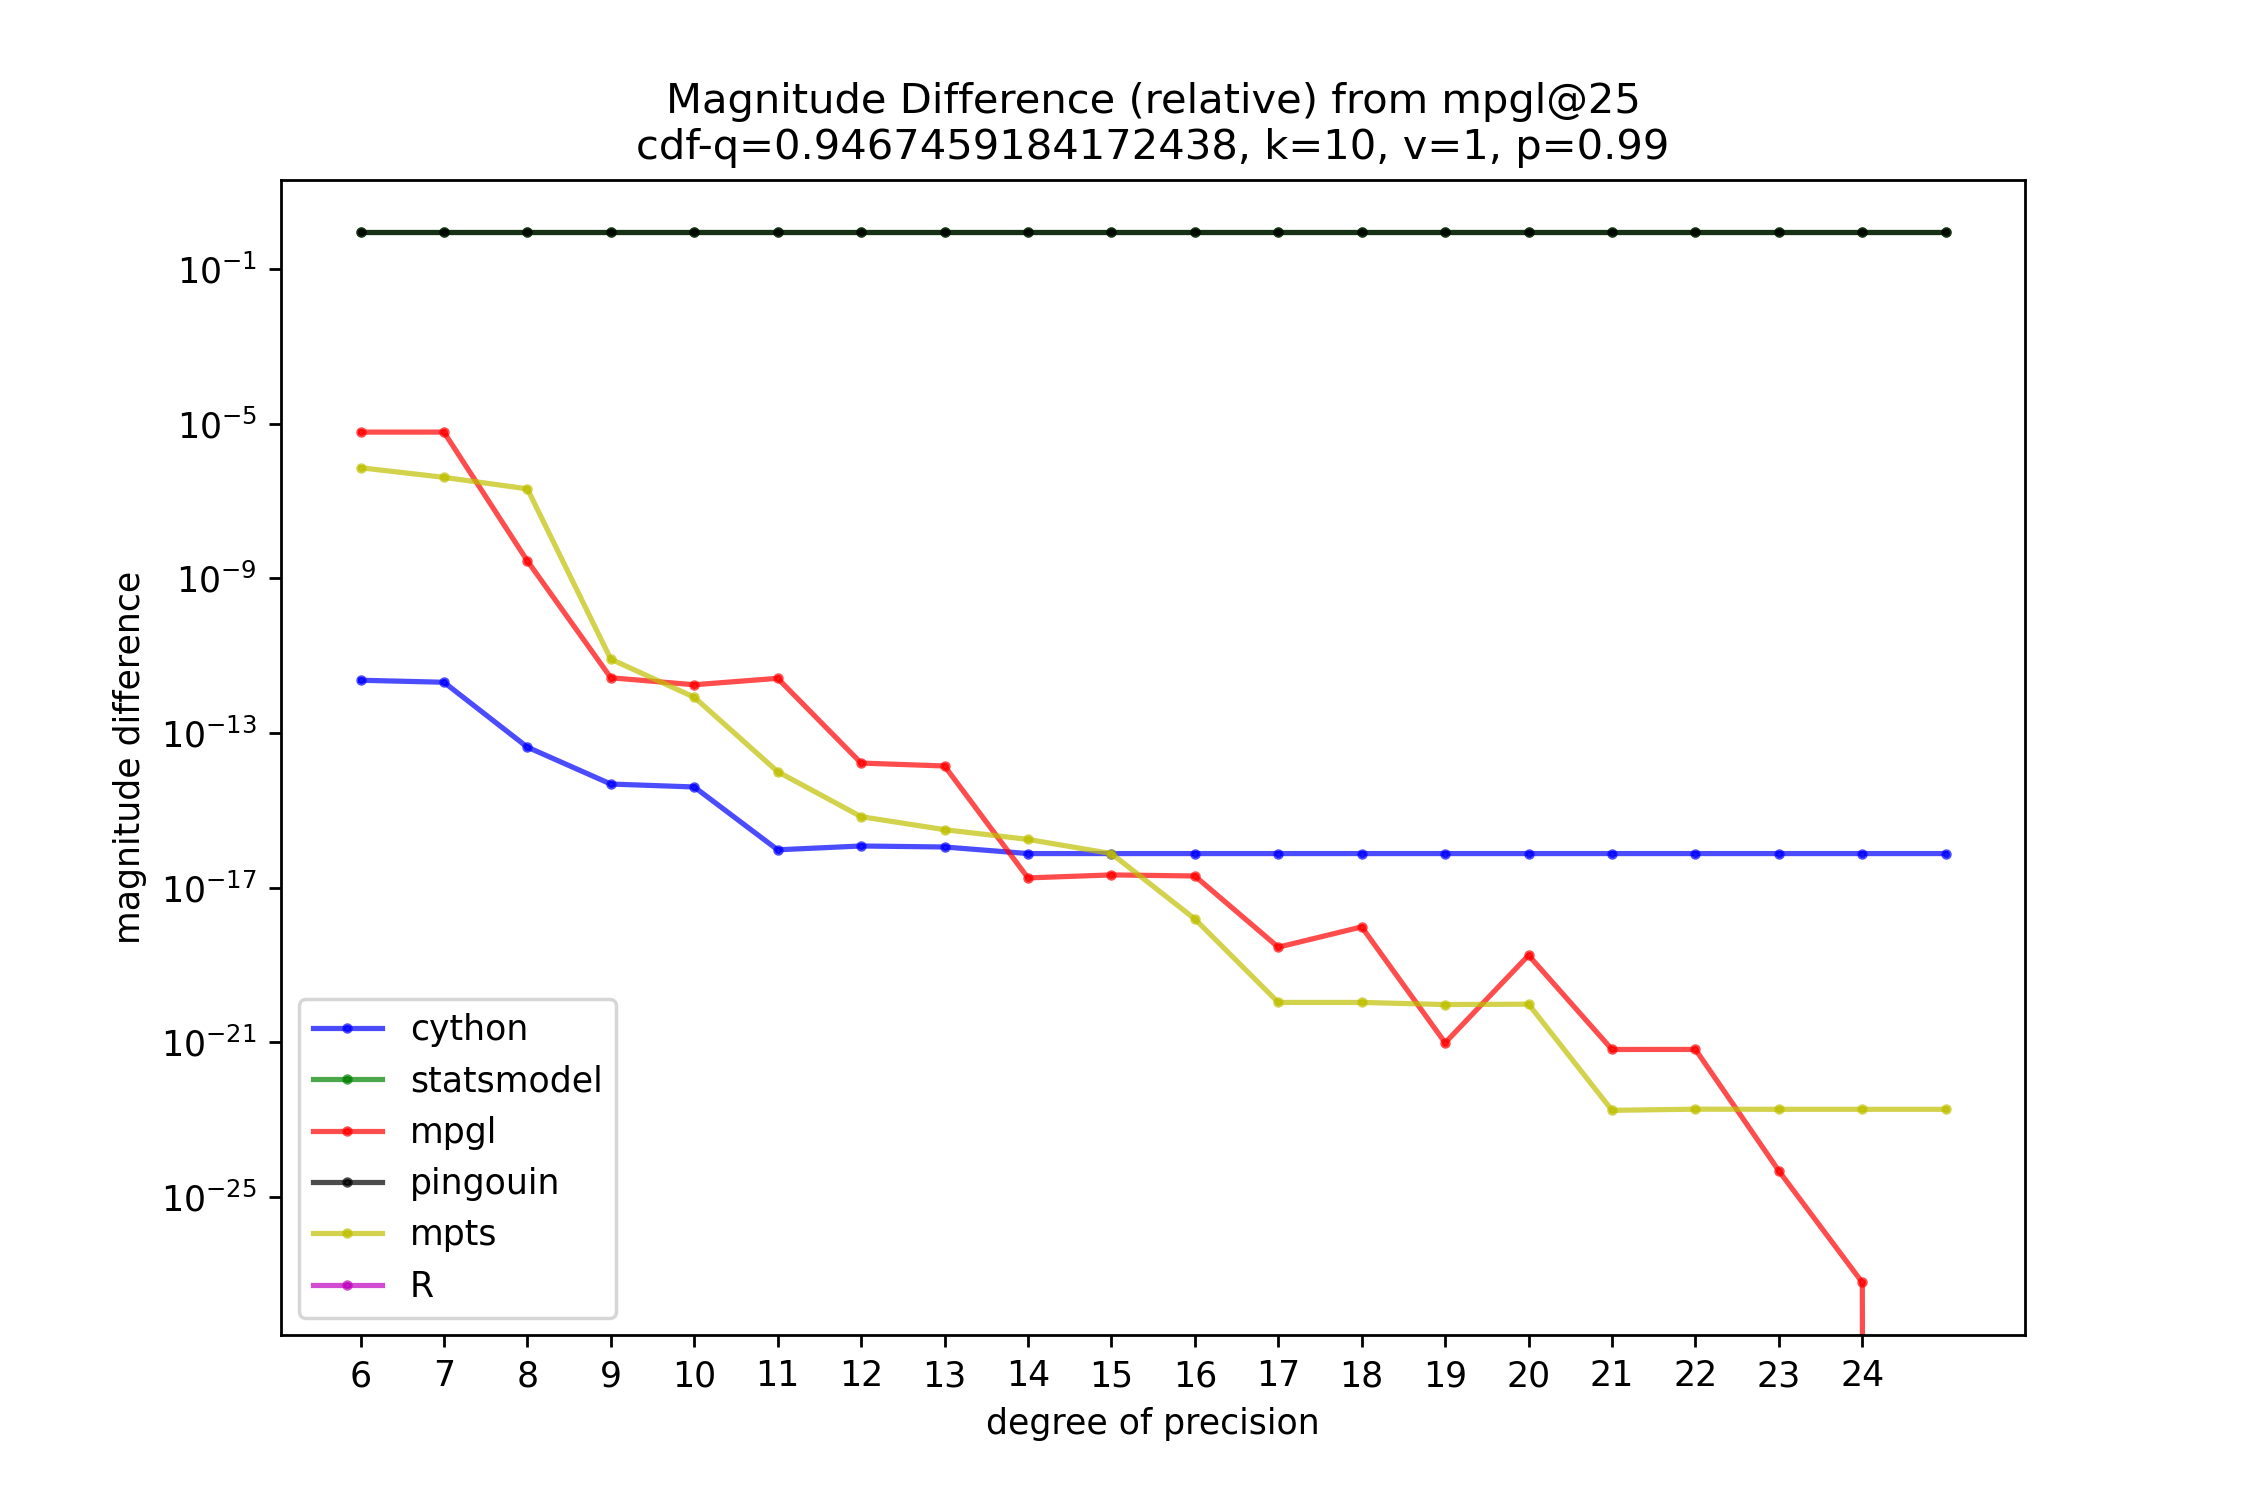 Magnitude Difference (relative) from mpgl@25
cdf-q=0.9467459184172438, k=10, v=1, p=0.99
magnitude difference
10⁻¹
10⁻⁵
10⁻⁹
10⁻¹³
10⁻¹⁷
10⁻²¹
10⁻²⁵
cython
statsmodel
mpgl
pingouin
mpts
R
6 7 8 9 10 11 12 13 14 15 16 17 18 19 20 21 22 23 24
degree of precision